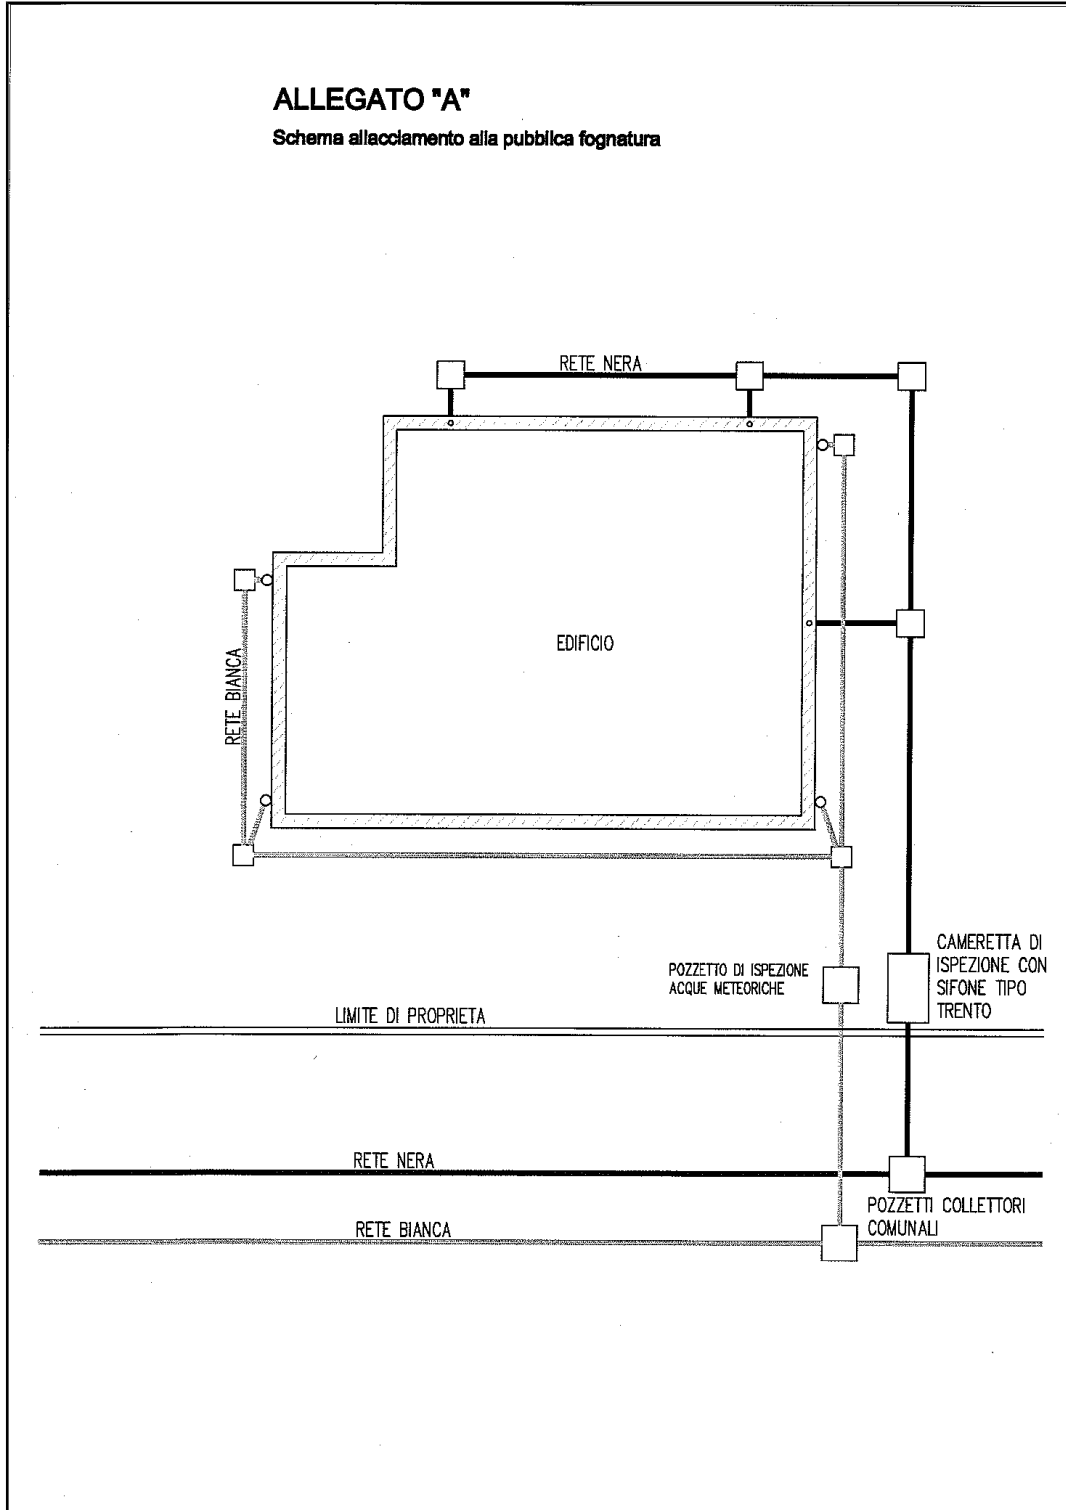 ALLEGATO "A"
Schema allacciamento alla pubblica fognatura
RETE NERA
EDIFICIO
RETE BIANCA
CAMERETTA DI
ISPEZIONE CON
SIFONE TIPO
TRENTO
POZZETTO DI ISPEZIONE
ACQUE METEORICHE
LIMITE DI PROPRIETA
RETE NERA
POZZETTI COLLETTORI
COMUNALI
RETE BIANCA